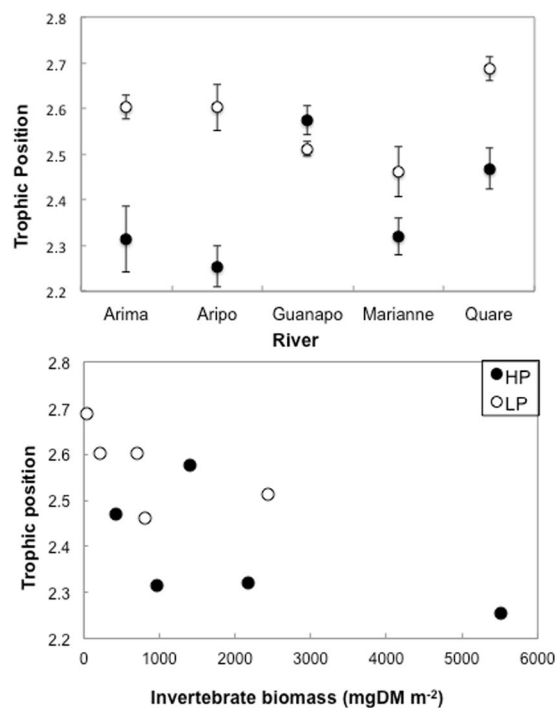 2.8
2.7
2.6
2.5
2.4
2.3
2.2
Trophic Position
Arima Aripo Guanapo Marianne Quare
River
HP
LP
2.8
2.7
2.6
2.5
2.4
2.3
2.2
Trophic position
0 1000 2000 3000 4000 5000 6000
Invertebrate biomass (mgDM m⁻²)